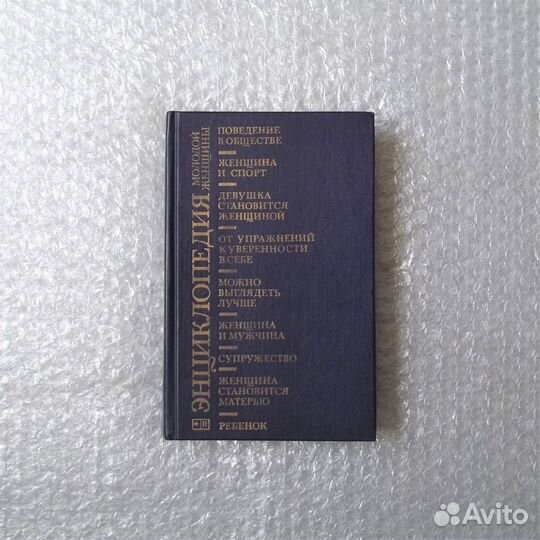 ЭНЦИКЛОПЕДИЯ
МОЛОДОЙ
ЖЕНЩИНЫ
ПОВЕДЕНИЕ
В ОБЩЕСТВЕ
ЖЕНЩИНА
И СПОРТ
ДЕВУШКА
СТАНОВИТСЯ
ЖЕНЩИНОЙ
ОТ УПРАЖНЕНИЙ
К УВЕРЕННОСТИ
В СЕБЕ
МОЖНО
ВЫГЛЯДЕТЬ
ЛУЧШЕ
ЖЕНЩИНА
И МУЖЧИНА
СУПРУЖЕСТВО
ЖЕНЩИНА
СТАНОВИТСЯ
МАТЕРЬЮ
РЕБЕНОК
Avito